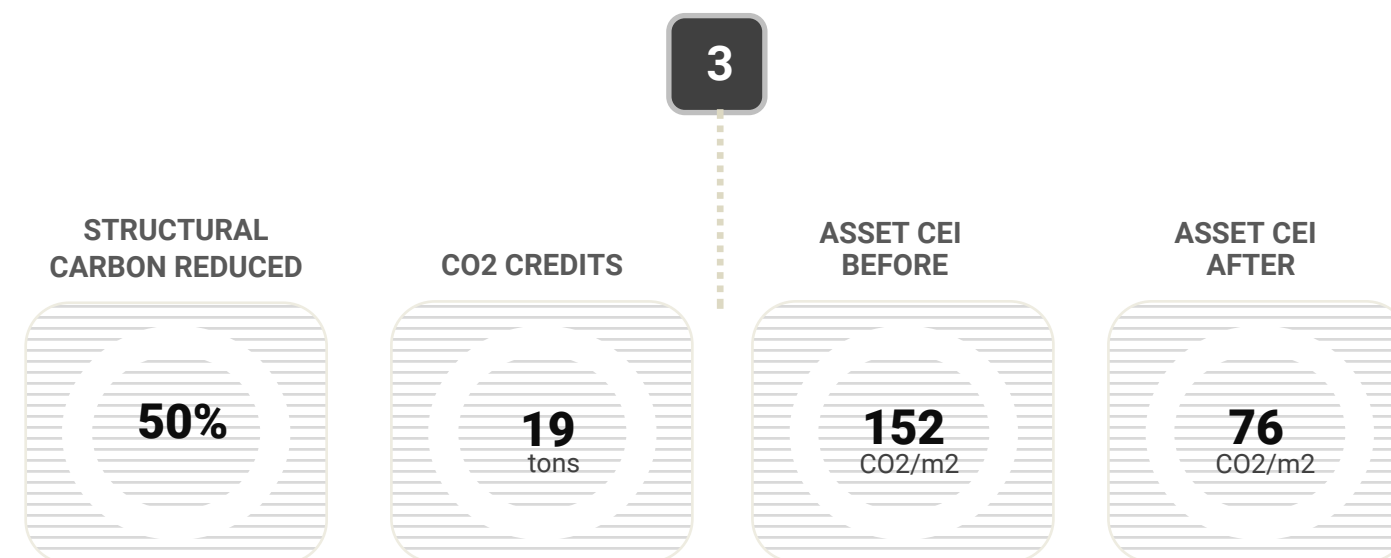 3
STRUCTURAL
CARBON REDUCED
CO2 CREDITS
ASSET CEI
BEFORE
ASSET CEI
AFTER
50%
19
tons
152
CO2/m2
76
CO2/m2